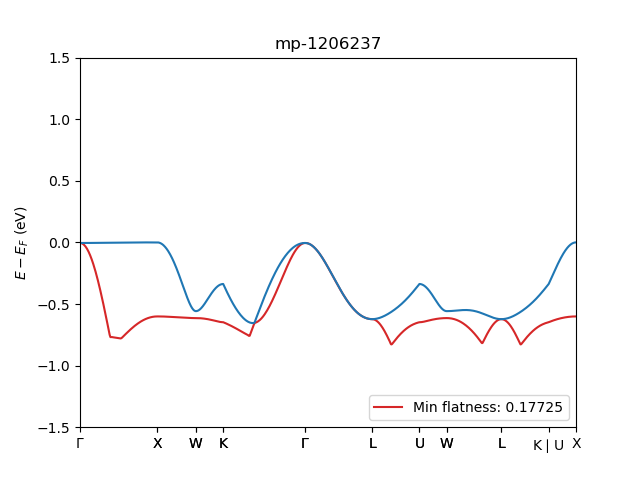 mp-1206237
E − E_F (eV)
1.5
1.0
0.5
0.0
−0.5
−1.0
−1.5
Γ X W K Γ L U W L K | U X
Min flatness: 0.17725